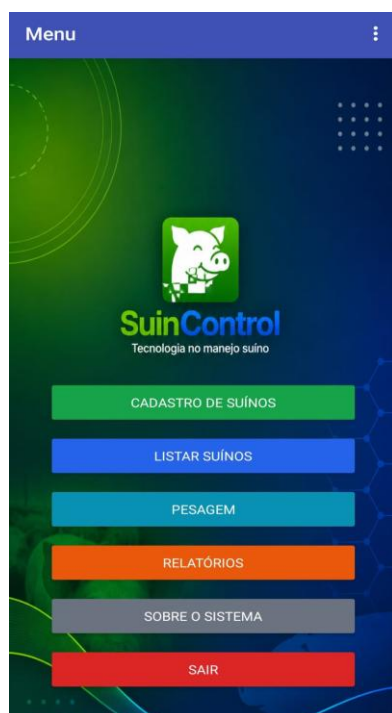 Menu
SuinControl
Tecnologia no manejo suíno
CADASTRO DE SUÍNOS
LISTAR SUÍNOS
PESAGEM
RELATÓRIOS
SOBRE O SISTEMA
SAIR